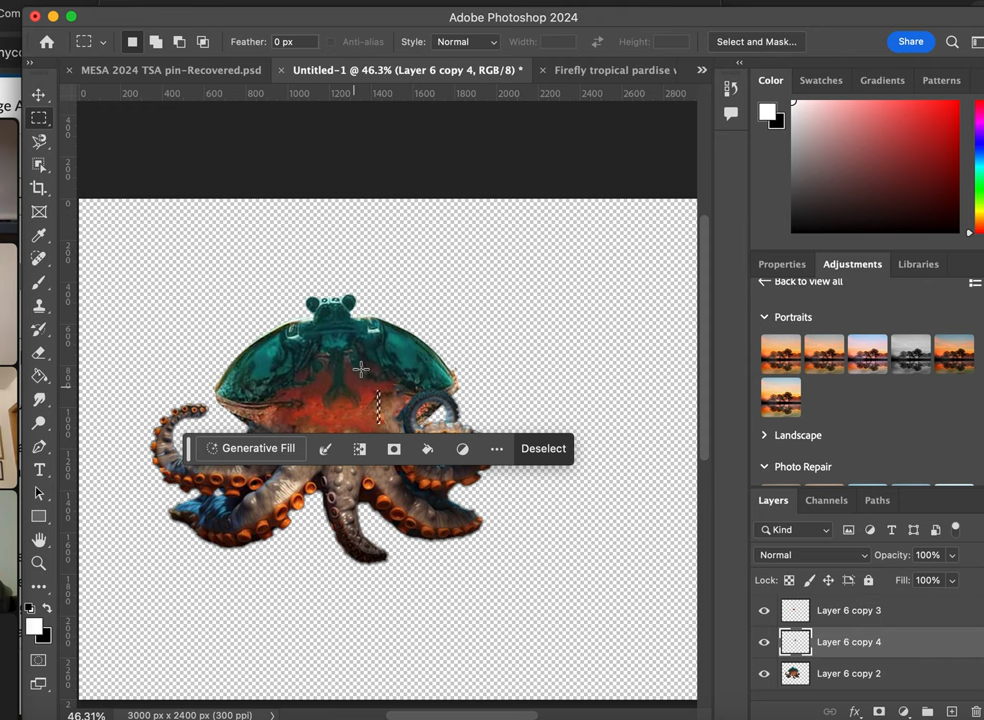 Adobe Photoshop 2024
Feather: 0 px Anti-alias Style: Normal Width: Height: Select and Mask... Share
MESA 2024 TSA pin-Recovered.psd Untitled-1 @ 46.3% (Layer 6 copy 4, RGB/8) * Firefly tropical pardise
0 200 400 600 800 1000 1200 1400 1600 1800 2000 2200 2400 2600 2800
Color Swatches Gradients Patterns
Properties Adjustments Libraries
Back to view all
Portraits
Landscape
Photo Repair
Generative Fill Deselect
Layers Channels Paths
Kind
Normal Opacity: 100%
Lock: Fill: 100%
Layer 6 copy 3
Layer 6 copy 4
Layer 6 copy 2
46.31% 3000 px x 2400 px (300 ppi)